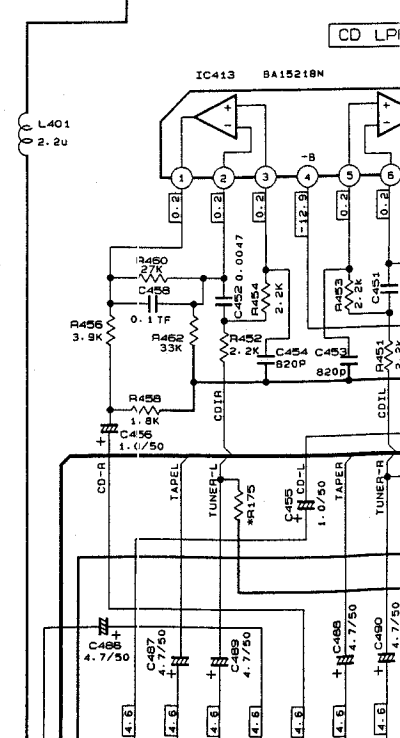 CD LP
IC413 BA15218N
L401
2.2u
+ - + -
-B
1 2 3 4 5 6
0.2 0.2 0.2 -12.9 0.2 0.2
R460
27K
C458
0.1TF
C452 0.0047
R454
2.2K
R453
2.2K
C451
R456
3.9K
R462
33K
R452
2.2K
C454
820P
C453
820p
R451
2.2K
R458
1.8K
CDIR
CDIL
C456
1.0/50
+
CD-R
TAPEL
TUNER-L
*R175
C455
1.0/50
+
CD-L
TAPER
TUNER-R
C486
4.7/50
+
C487
4.7/50
+
C489
4.7/50
+
C488
4.7/50
+
C490
4.7/50
+
4.6 4.6 4.6 4.6 4.6 4.6 4.6